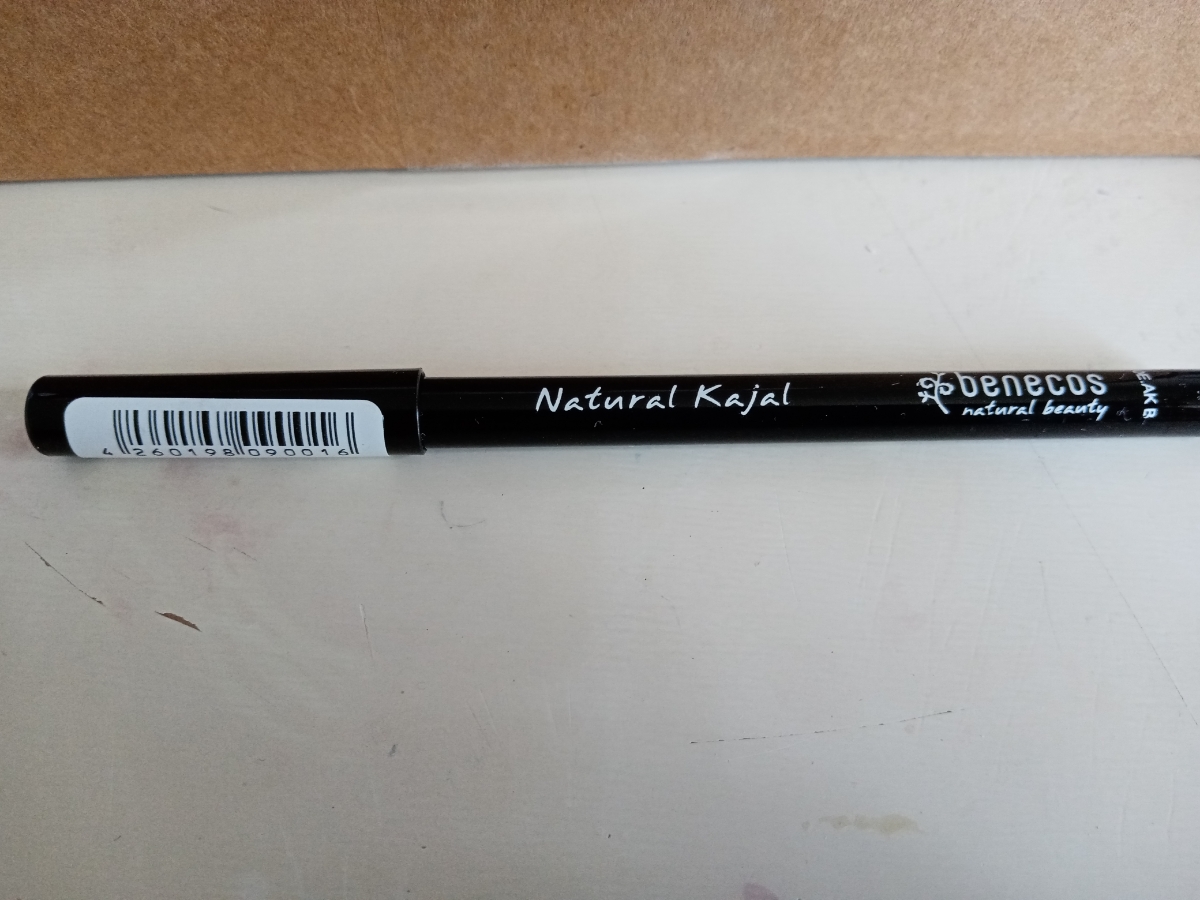 Natural Kajal
benecos
natural beauty
4 260198 090016